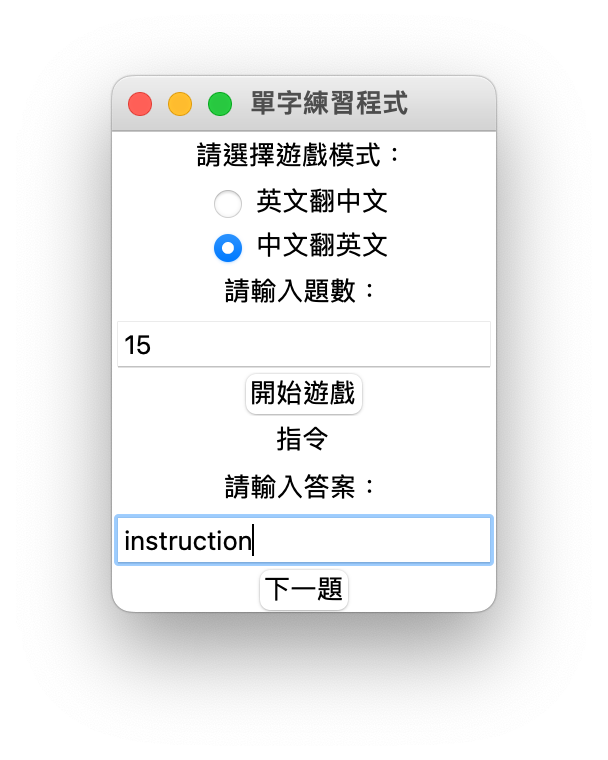 單字練習程式
請選擇遊戲模式：
英文翻中文
中文翻英文
請輸入題數：
15
開始遊戲
指令
請輸入答案：
instruction
下一題